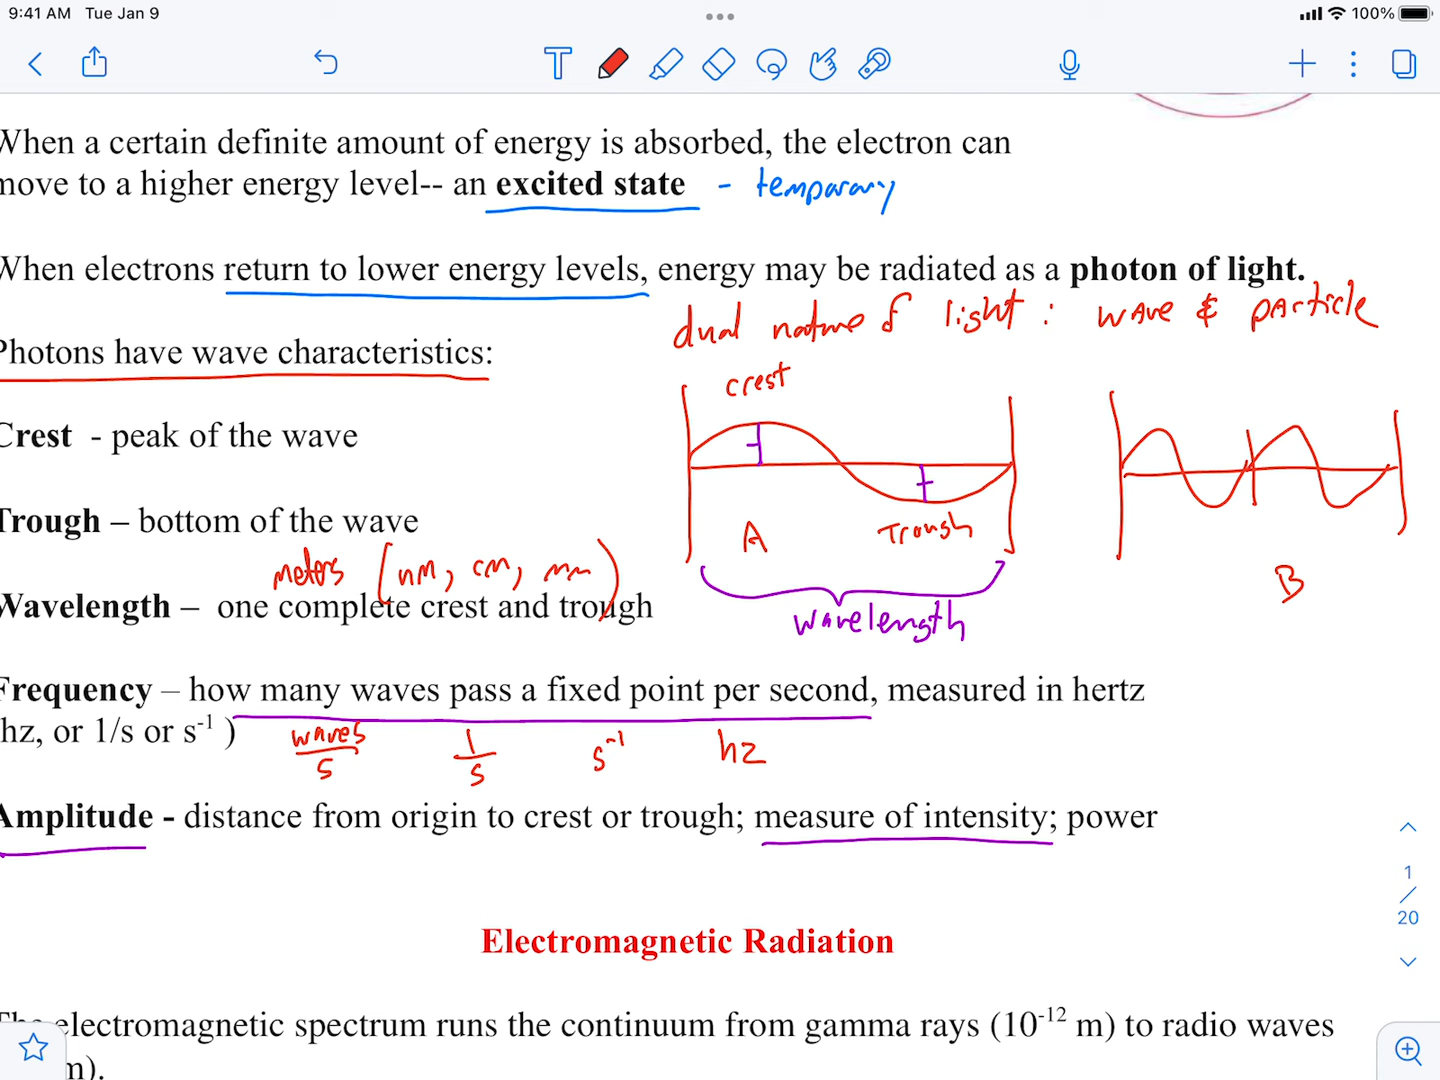 9:41 AM Tue Jan 9
100%
When a certain definite amount of energy is absorbed, the electron can
move to a higher energy level-- an excited state - temporary
When electrons return to lower energy levels, energy may be radiated as a photon of light.
dual nature of light : wave & particle
Photons have wave characteristics:
crest
Crest - peak of the wave
Trough – bottom of the wave
A Trough
meters (nm, cm, mm)
B
Wavelength – one complete crest and trough
wavelength
Frequency – how many waves pass a fixed point per second, measured in hertz
hz, or 1/s or s-1 )
waves/s 1/s s-1 hz
Amplitude - distance from origin to crest or trough; measure of intensity; power
1
/
20
Electromagnetic Radiation
The electromagnetic spectrum runs the continuum from gamma rays (10-12 m) to radio waves
m).